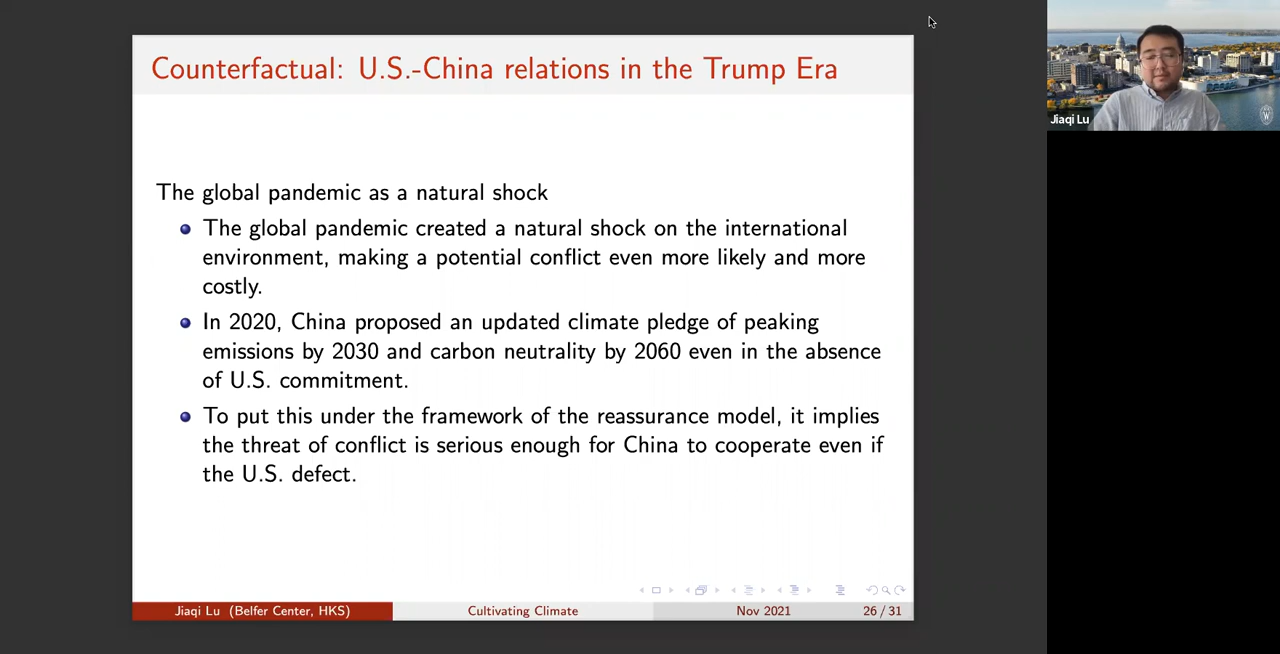 Counterfactual: U.S.-China relations in the Trump Era
The global pandemic as a natural shock
The global pandemic created a natural shock on the international
environment, making a potential conflict even more likely and more
costly.
In 2020, China proposed an updated climate pledge of peaking
emissions by 2030 and carbon neutrality by 2060 even in the absence
of U.S. commitment.
To put this under the framework of the reassurance model, it implies
the threat of conflict is serious enough for China to cooperate even if
the U.S. defect.
Jiaqi Lu (Belfer Center, HKS)
Cultivating Climate
Nov 2021
26 / 31
Jiaqi Lu
W